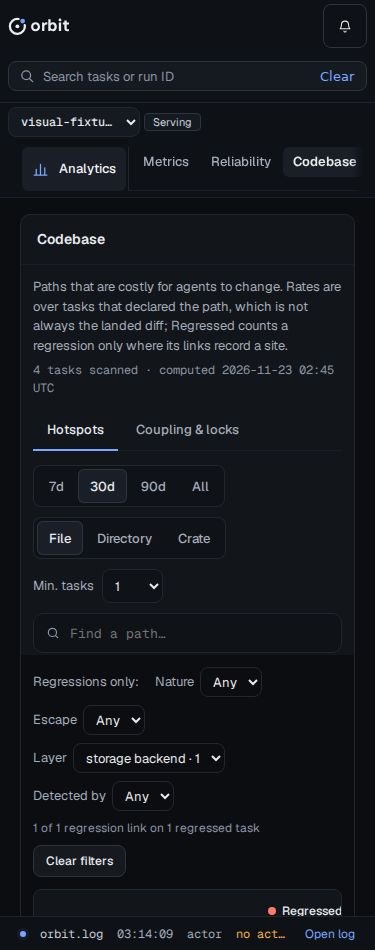 orbit
Search tasks or run ID
Clear
visual-fixtu…
Serving
Analytics
Metrics
Reliability
Codebase
Codebase
Paths that are costly for agents to change. Rates are
over tasks that declared the path, which is not
always the landed diff; Regressed counts a
regression only where its links record a site.
4 tasks scanned · computed 2026-11-23 02:45
UTC
Hotspots
Coupling & locks
7d
30d
90d
All
File
Directory
Crate
Min. tasks
1
Find a path…
Regressions only:
Nature
Any
Escape
Any
Layer
storage backend · 1
Detected by
Any
1 of 1 regression link on 1 regressed task
Clear filters
Regressed
orbit.log
03:14:09
actor
no act…
Open log